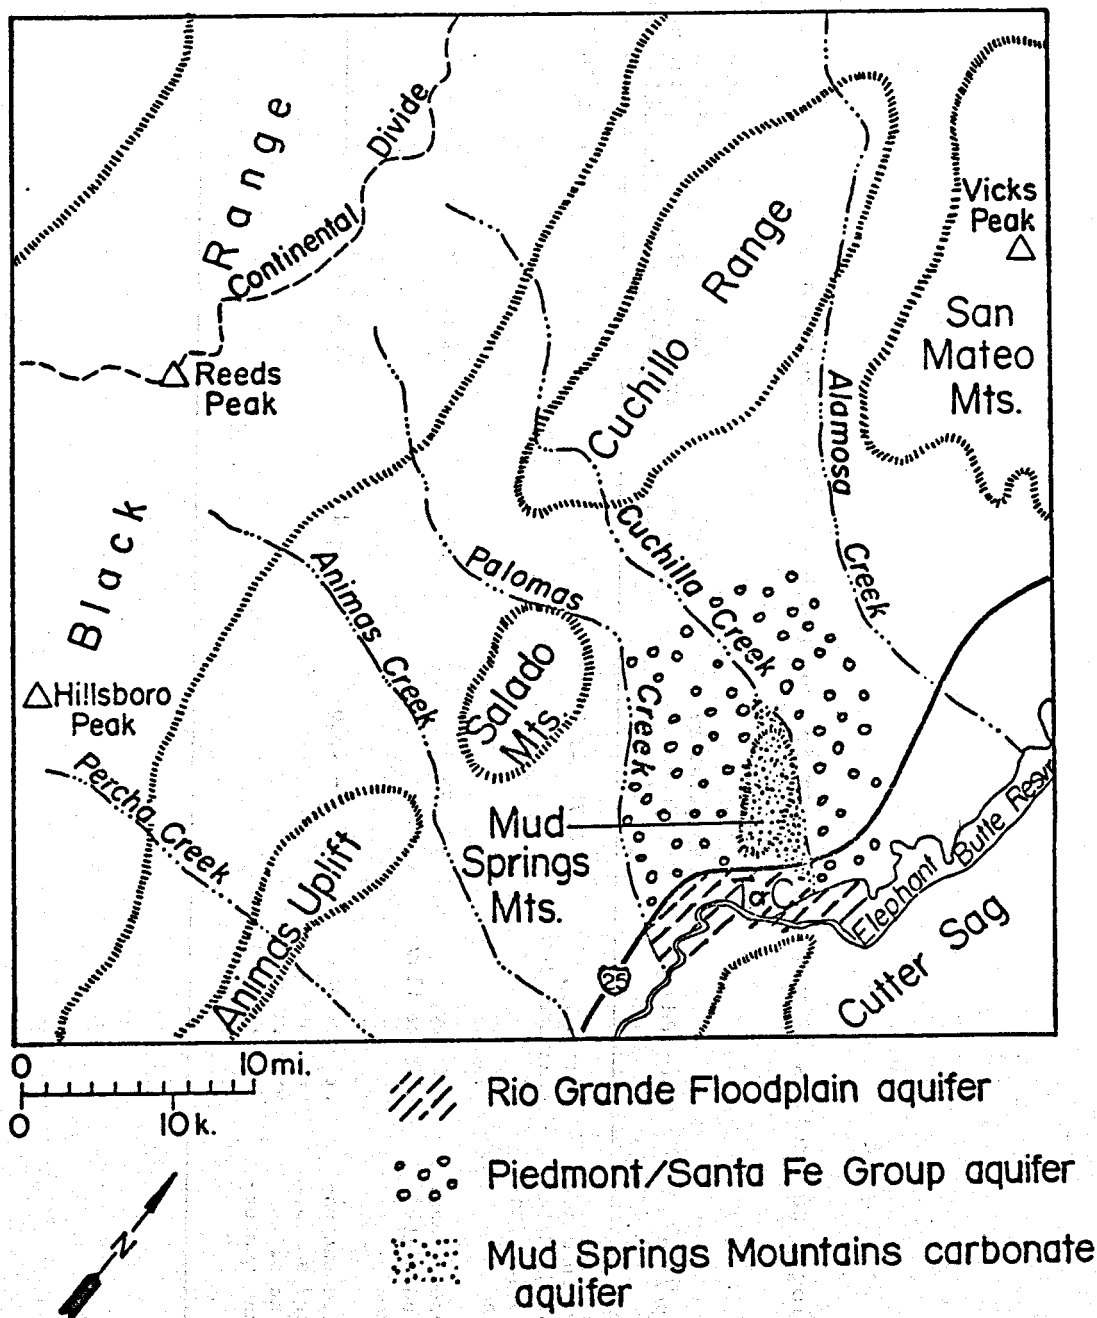 Black Range
Continental Divide
Reeds
Peak
Hillsboro
Peak
Percha Creek
Animas Creek
Animas Uplift
Palomas
Creek
Salado
Mts.
Cuchillo Range
Cuchilla Creek
Alamosa
Creek
Vicks
Peak
San
Mateo
Mts.
Mud
Springs
Mts.
T or C
25
Elephant Butte Resvr
Cutter Sag
0 10mi.
0 10k.
N
Rio Grande Floodplain aquifer
Piedmont/Santa Fe Group aquifer
Mud Springs Mountains carbonate
aquifer